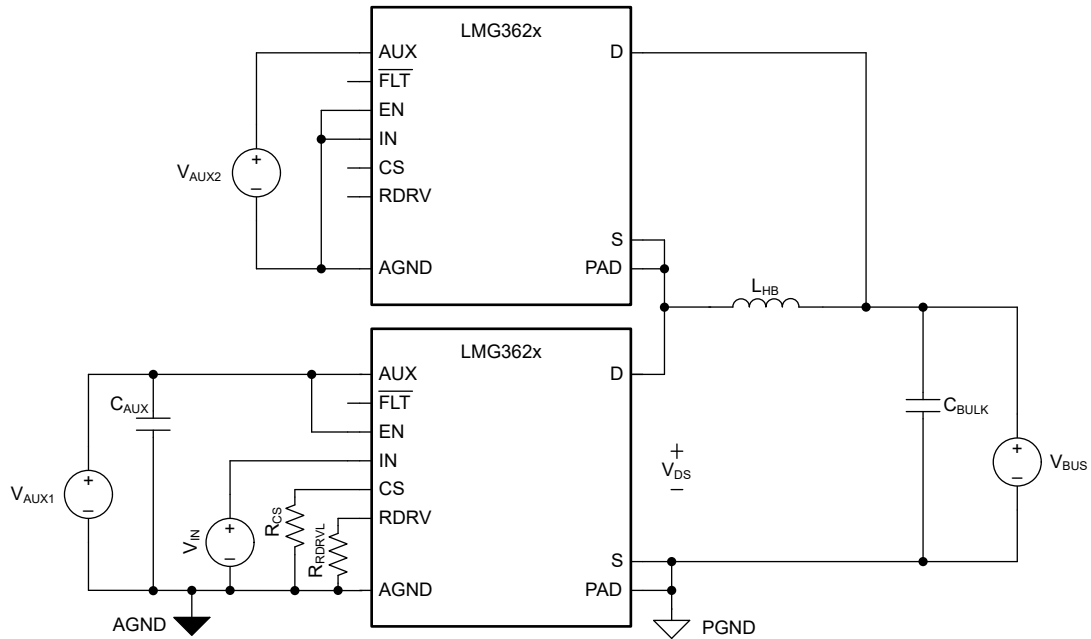 LMG362x
AUX
D
FLT
EN
IN
CS
RDRV
VAUX2
+
–
S
PAD
AGND
LHB
LMG362x
AUX
D
CAUX
FLT
EN
IN
CS
RDRV
VAUX1
+
–
VIN
+
–
RCS
RRDRVL
+
VDS
–
CBULK
+
–
VBUS
S
AGND
PAD
AGND
PGND